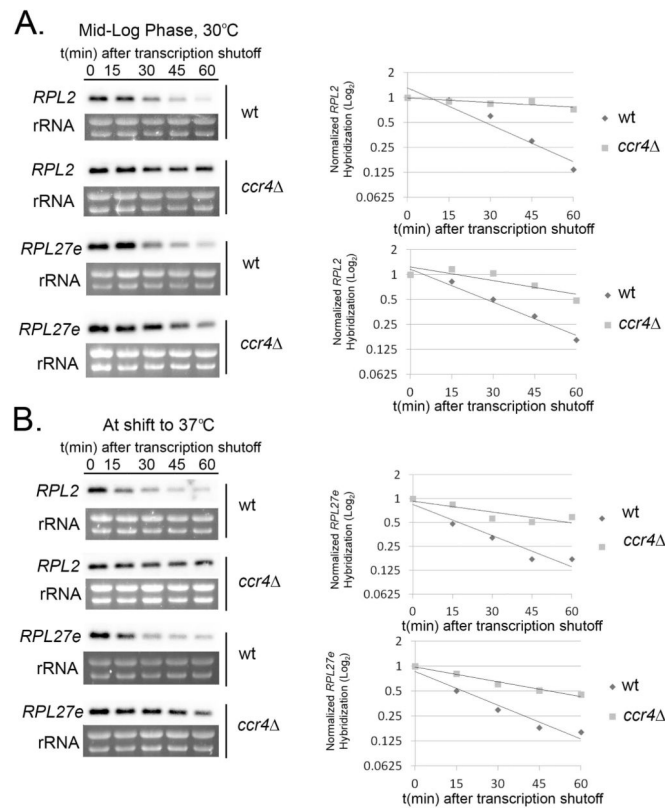 A.
Mid-Log Phase, 30°C
t(min) after transcription shutoff
0 15 30 45 60
RPL2
wt
rRNA
RPL2
ccr4Δ
rRNA
RPL27e
wt
rRNA
RPL27e
ccr4Δ
rRNA
Normalized RPL2
Hybridization (Log2)
2
1
0.5
0.25
0.125
0.0625
0 15 30 45 60
t(min) after transcription shutoff
wt
ccr4Δ
Normalized RPL2
Hybridization (Log2)
2
1
0.5
0.25
0.125
0.0625
0 15 30 45 60
t(min) after transcription shutoff
wt
ccr4Δ
B.
At shift to 37°C
t(min) after transcription shutoff
0 15 30 45 60
RPL2
wt
rRNA
RPL2
ccr4Δ
rRNA
RPL27e
wt
rRNA
RPL27e
ccr4Δ
rRNA
Normalized RPL27e
Hybridization (Log2)
2
1
0.5
0.25
0.125
0.0625
0 15 30 45 60
t(min) after transcription shutoff
wt
ccr4Δ
Normalized RPL27e
Hybridization (Log2)
2
1
0.5
0.25
0.125
0.0625
0 15 30 45 60
t(min) after transcription shutoff
wt
ccr4Δ